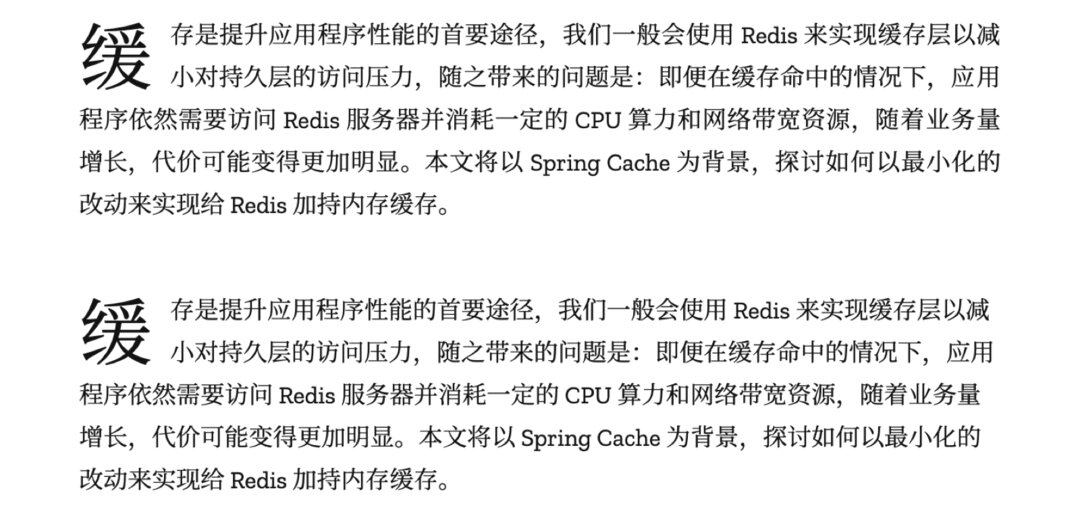 缓存是提升应用程序性能的首要途径，我们一般会使用 Redis 来实现缓存层以减
小对持久层的访问压力，随之带来的问题是：即便在缓存命中的情况下，应用
程序依然需要访问 Redis 服务器并消耗一定的 CPU 算力和网络带宽资源，随着业务量
增长，代价可能变得更加明显。本文将以 Spring Cache 为背景，探讨如何以最小化的
改动来实现给 Redis 加持内存缓存。
缓存是提升应用程序性能的首要途径，我们一般会使用 Redis 来实现缓存层以减
小对持久层的访问压力，随之带来的问题是：即便在缓存命中的情况下，应用
程序依然需要访问 Redis 服务器并消耗一定的 CPU 算力和网络带宽资源，随着业务量
增长，代价可能变得更加明显。本文将以 Spring Cache 为背景，探讨如何以最小化的
改动来实现给 Redis 加持内存缓存。